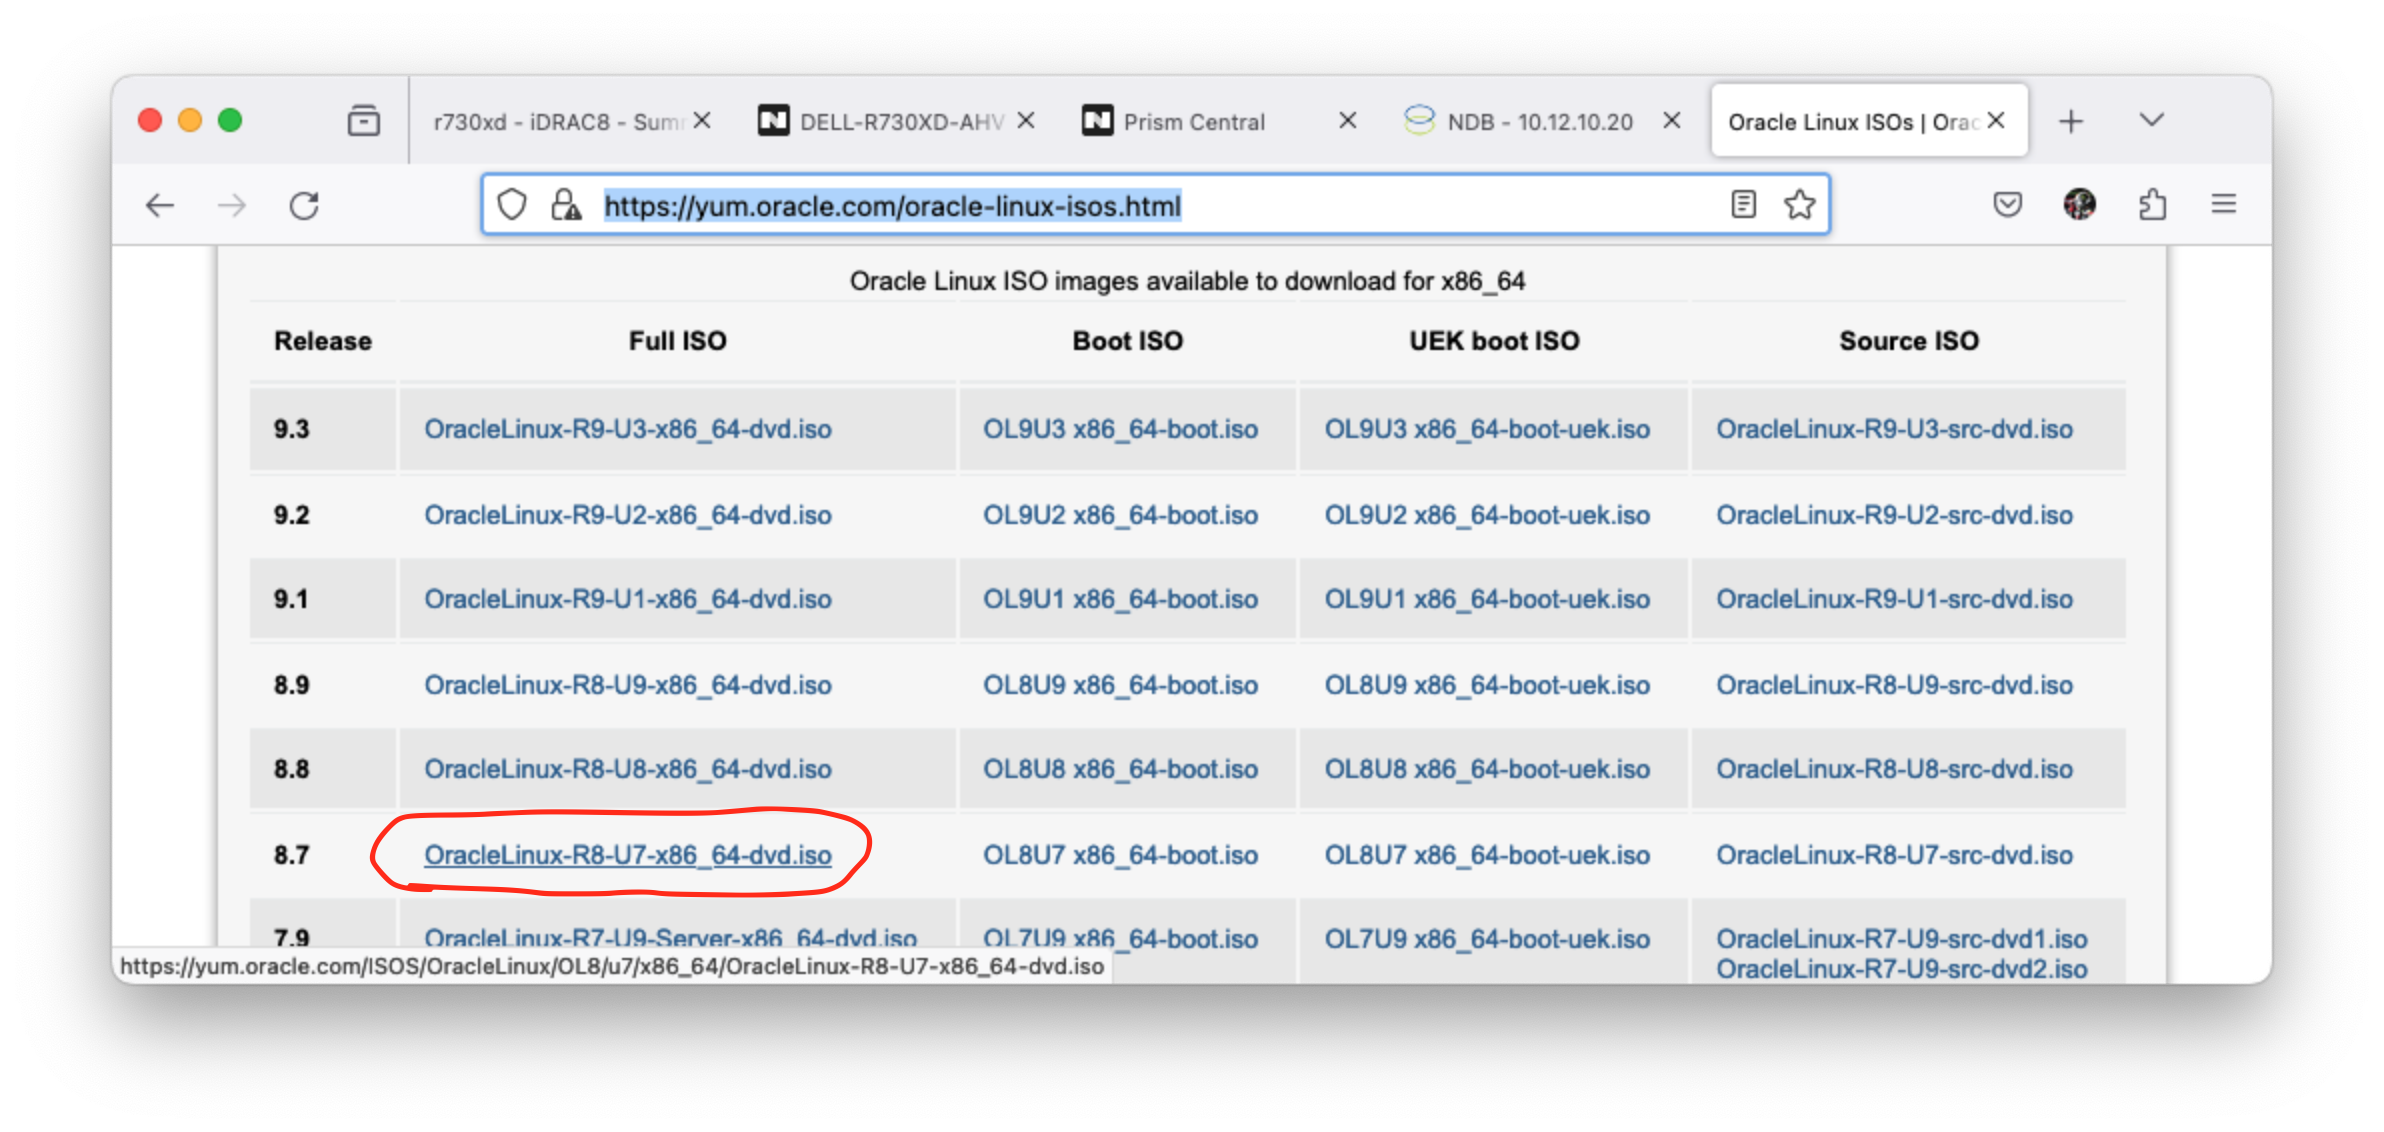 r730xd - iDRAC8 - Sum
DELL-R730XD-AHV
Prism Central
NDB - 10.12.10.20
Oracle Linux ISOs | Orac
https://yum.oracle.com/oracle-linux-isos.html
Oracle Linux ISO images available to download for x86_64
Release Full ISO Boot ISO UEK boot ISO Source ISO
9.3 OracleLinux-R9-U3-x86_64-dvd.iso OL9U3 x86_64-boot.iso OL9U3 x86_64-boot-uek.iso OracleLinux-R9-U3-src-dvd.iso
9.2 OracleLinux-R9-U2-x86_64-dvd.iso OL9U2 x86_64-boot.iso OL9U2 x86_64-boot-uek.iso OracleLinux-R9-U2-src-dvd.iso
9.1 OracleLinux-R9-U1-x86_64-dvd.iso OL9U1 x86_64-boot.iso OL9U1 x86_64-boot-uek.iso OracleLinux-R9-U1-src-dvd.iso
8.9 OracleLinux-R8-U9-x86_64-dvd.iso OL8U9 x86_64-boot.iso OL8U9 x86_64-boot-uek.iso OracleLinux-R8-U9-src-dvd.iso
8.8 OracleLinux-R8-U8-x86_64-dvd.iso OL8U8 x86_64-boot.iso OL8U8 x86_64-boot-uek.iso OracleLinux-R8-U8-src-dvd.iso
8.7 OracleLinux-R8-U7-x86_64-dvd.iso OL8U7 x86_64-boot.iso OL8U7 x86_64-boot-uek.iso OracleLinux-R8-U7-src-dvd.iso
7.9 OracleLinux-R7-U9-Server-x86_64-dvd.iso OL7U9 x86_64-boot.iso OL7U9 x86_64-boot-uek.iso OracleLinux-R7-U9-src-dvd1.iso
OracleLinux-R7-U9-src-dvd2.iso
https://yum.oracle.com/ISOS/OracleLinux/OL8/u7/x86_64/OracleLinux-R8-U7-x86_64-dvd.iso